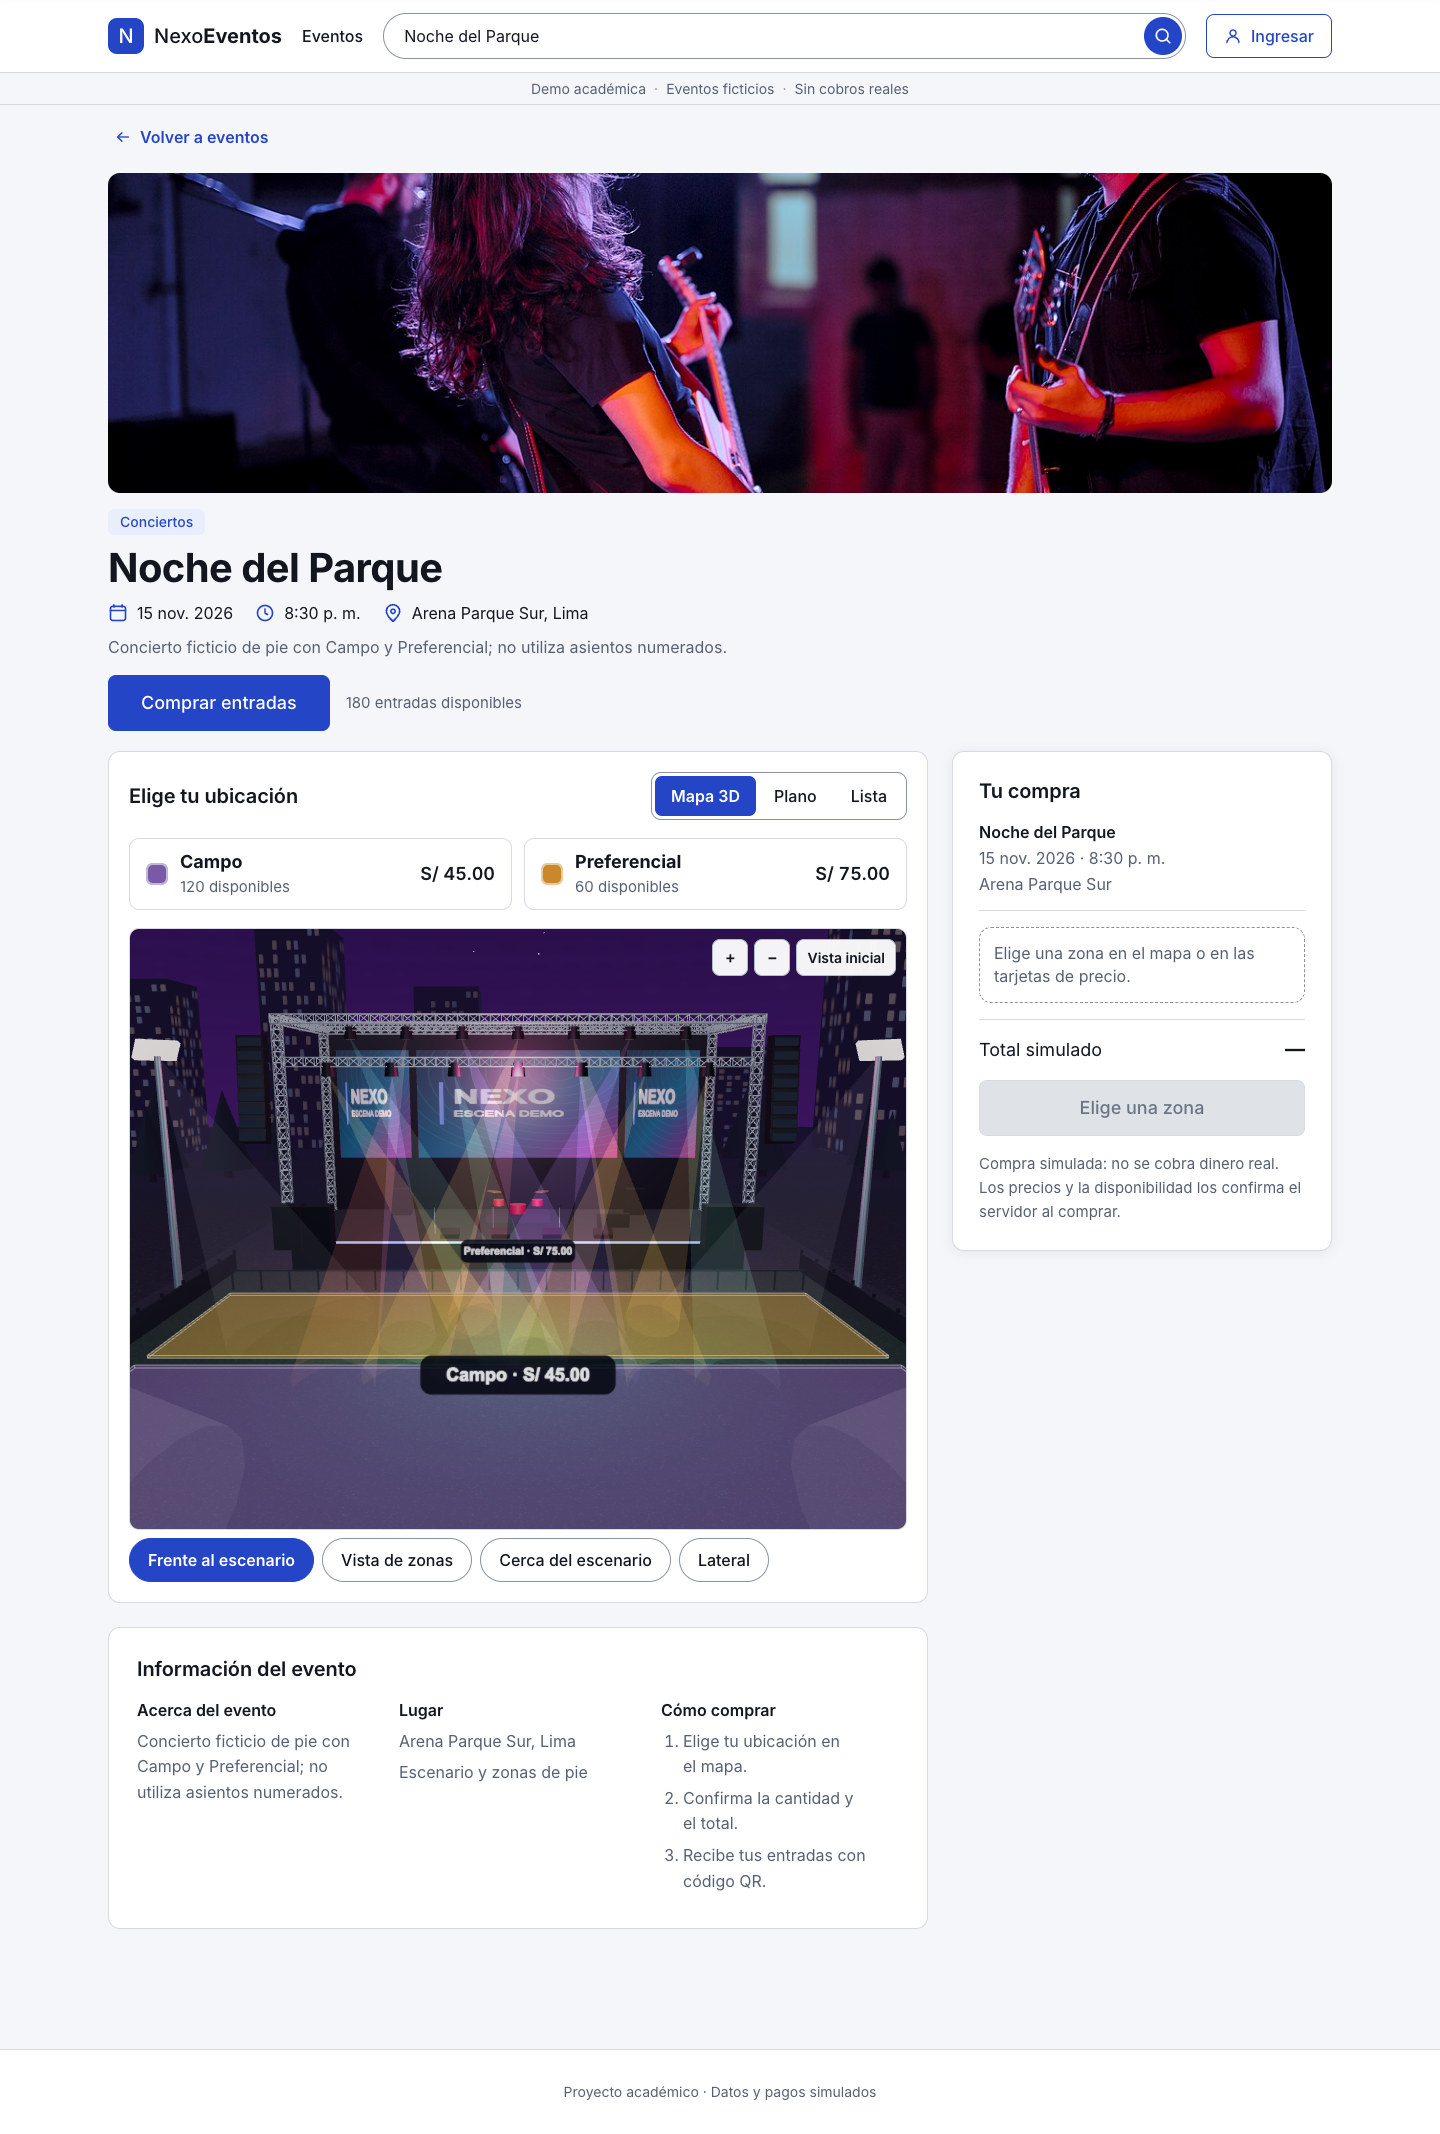 N NexoEventos Eventos Noche del Parque Ingresar
Demo académica · Eventos ficticios · Sin cobros reales
← Volver a eventos
Conciertos
Noche del Parque
15 nov. 2026 8:30 p. m. Arena Parque Sur, Lima
Concierto ficticio de pie con Campo y Preferencial; no utiliza asientos numerados.
Comprar entradas 180 entradas disponibles
Elige tu ubicación Mapa 3D Plano Lista
Campo
120 disponibles
S/ 45.00
Preferencial
60 disponibles
S/ 75.00
+ − Vista inicial
NEXO
ESCENA DEMO
NEXO
ESCENA DEMO
NEXO
ESCENA DEMO
Preferencial · S/ 75.00
Campo · S/ 45.00
Frente al escenario Vista de zonas Cerca del escenario Lateral
Tu compra
Noche del Parque
15 nov. 2026 · 8:30 p. m.
Arena Parque Sur
Elige una zona en el mapa o en las
tarjetas de precio.
Total simulado —
Elige una zona
Compra simulada: no se cobra dinero real.
Los precios y la disponibilidad los confirma el
servidor al comprar.
Información del evento
Acerca del evento
Concierto ficticio de pie con
Campo y Preferencial; no
utiliza asientos numerados.
Lugar
Arena Parque Sur, Lima
Escenario y zonas de pie
Cómo comprar
1. Elige tu ubicación en
el mapa.
2. Confirma la cantidad y
el total.
3. Recibe tus entradas con
código QR.
Proyecto académico · Datos y pagos simulados